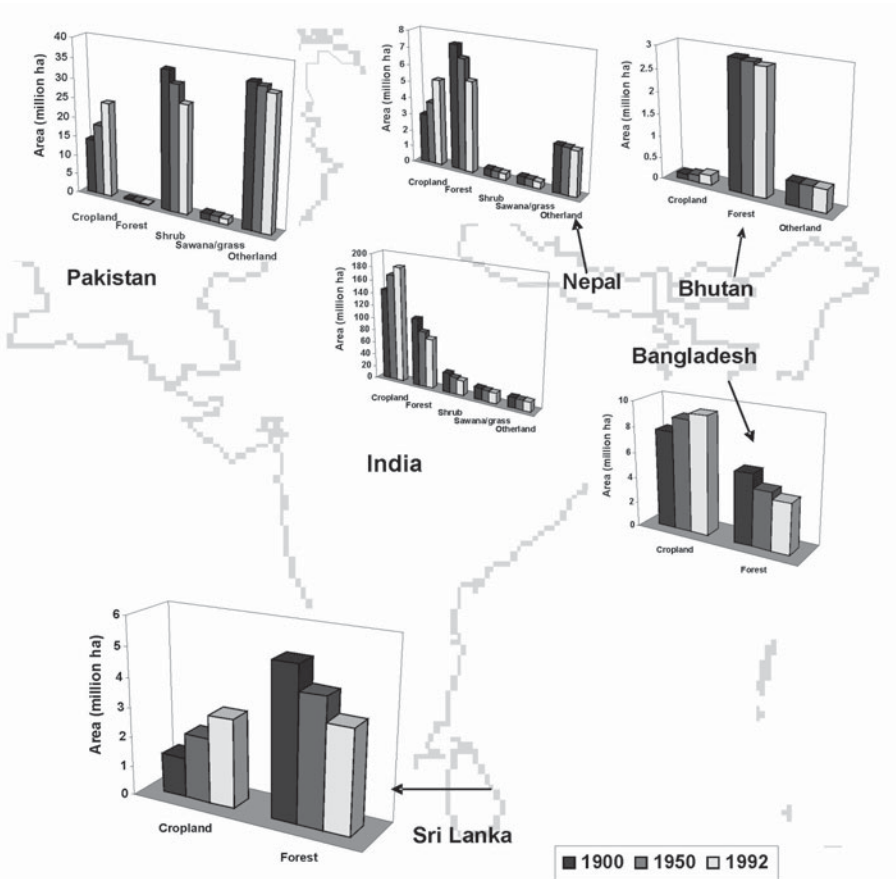 Area (million ha)
40
35
30
25
20
15
10
5
0
Cropland
Forest
Shrub
Sawana/grass
Otherland
Pakistan
Area (million ha)
8
7
6
5
4
3
2
1
0
Cropland
Forest
Shrub
Sawana/grass
Otherland
Nepal
Area (million ha)
3
2.5
2
1.5
1
0.5
0
Cropland
Forest
Otherland
Bhutan
Area (million ha)
200
180
160
140
120
100
80
60
40
20
0
Cropland
Forest
Shrub
Sawana/grass
Otherland
India
Bangladesh
Area (million ha)
10
8
6
4
2
0
Cropland
Forest
Area (million ha)
6
5
4
3
2
1
0
Cropland
Forest
Sri Lanka
1900 1950 1992